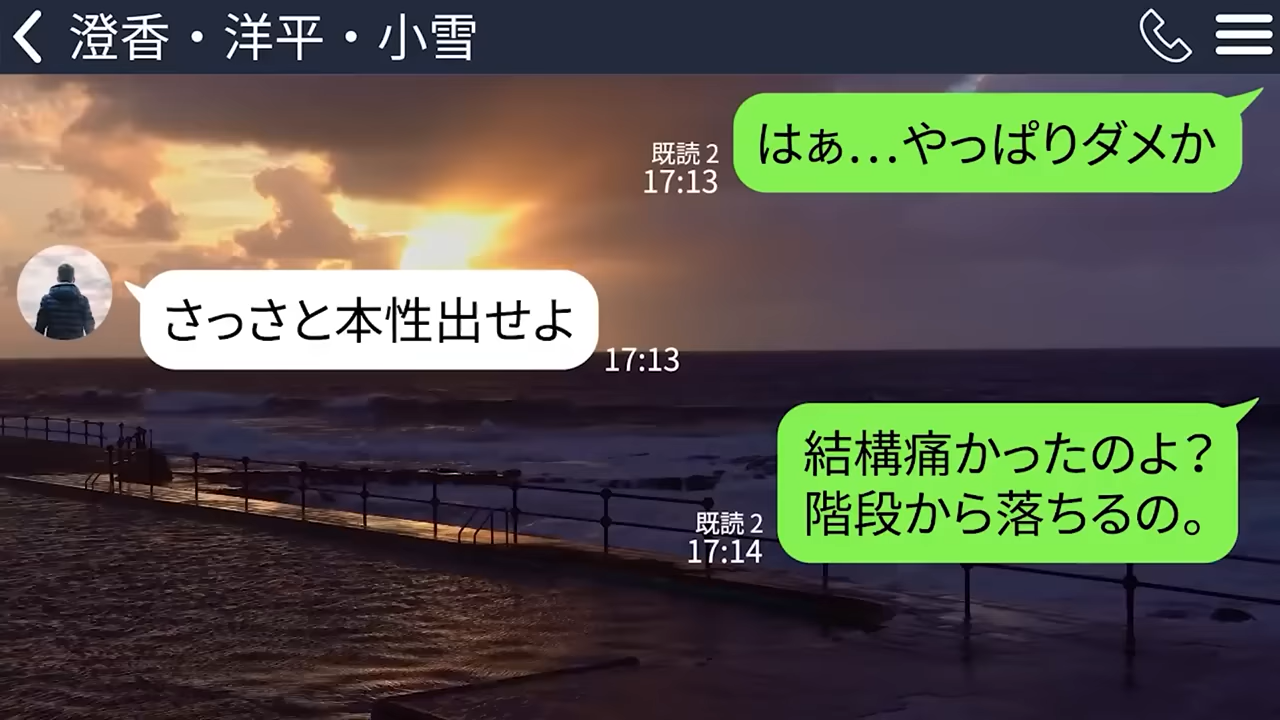 澄香・洋平・小雪
はぁ…やっぱりダメか
既読 2
17:13
さっさと本性出せよ
17:13
結構痛かったのよ?
階段から落ちるの。
既読 2
17:14